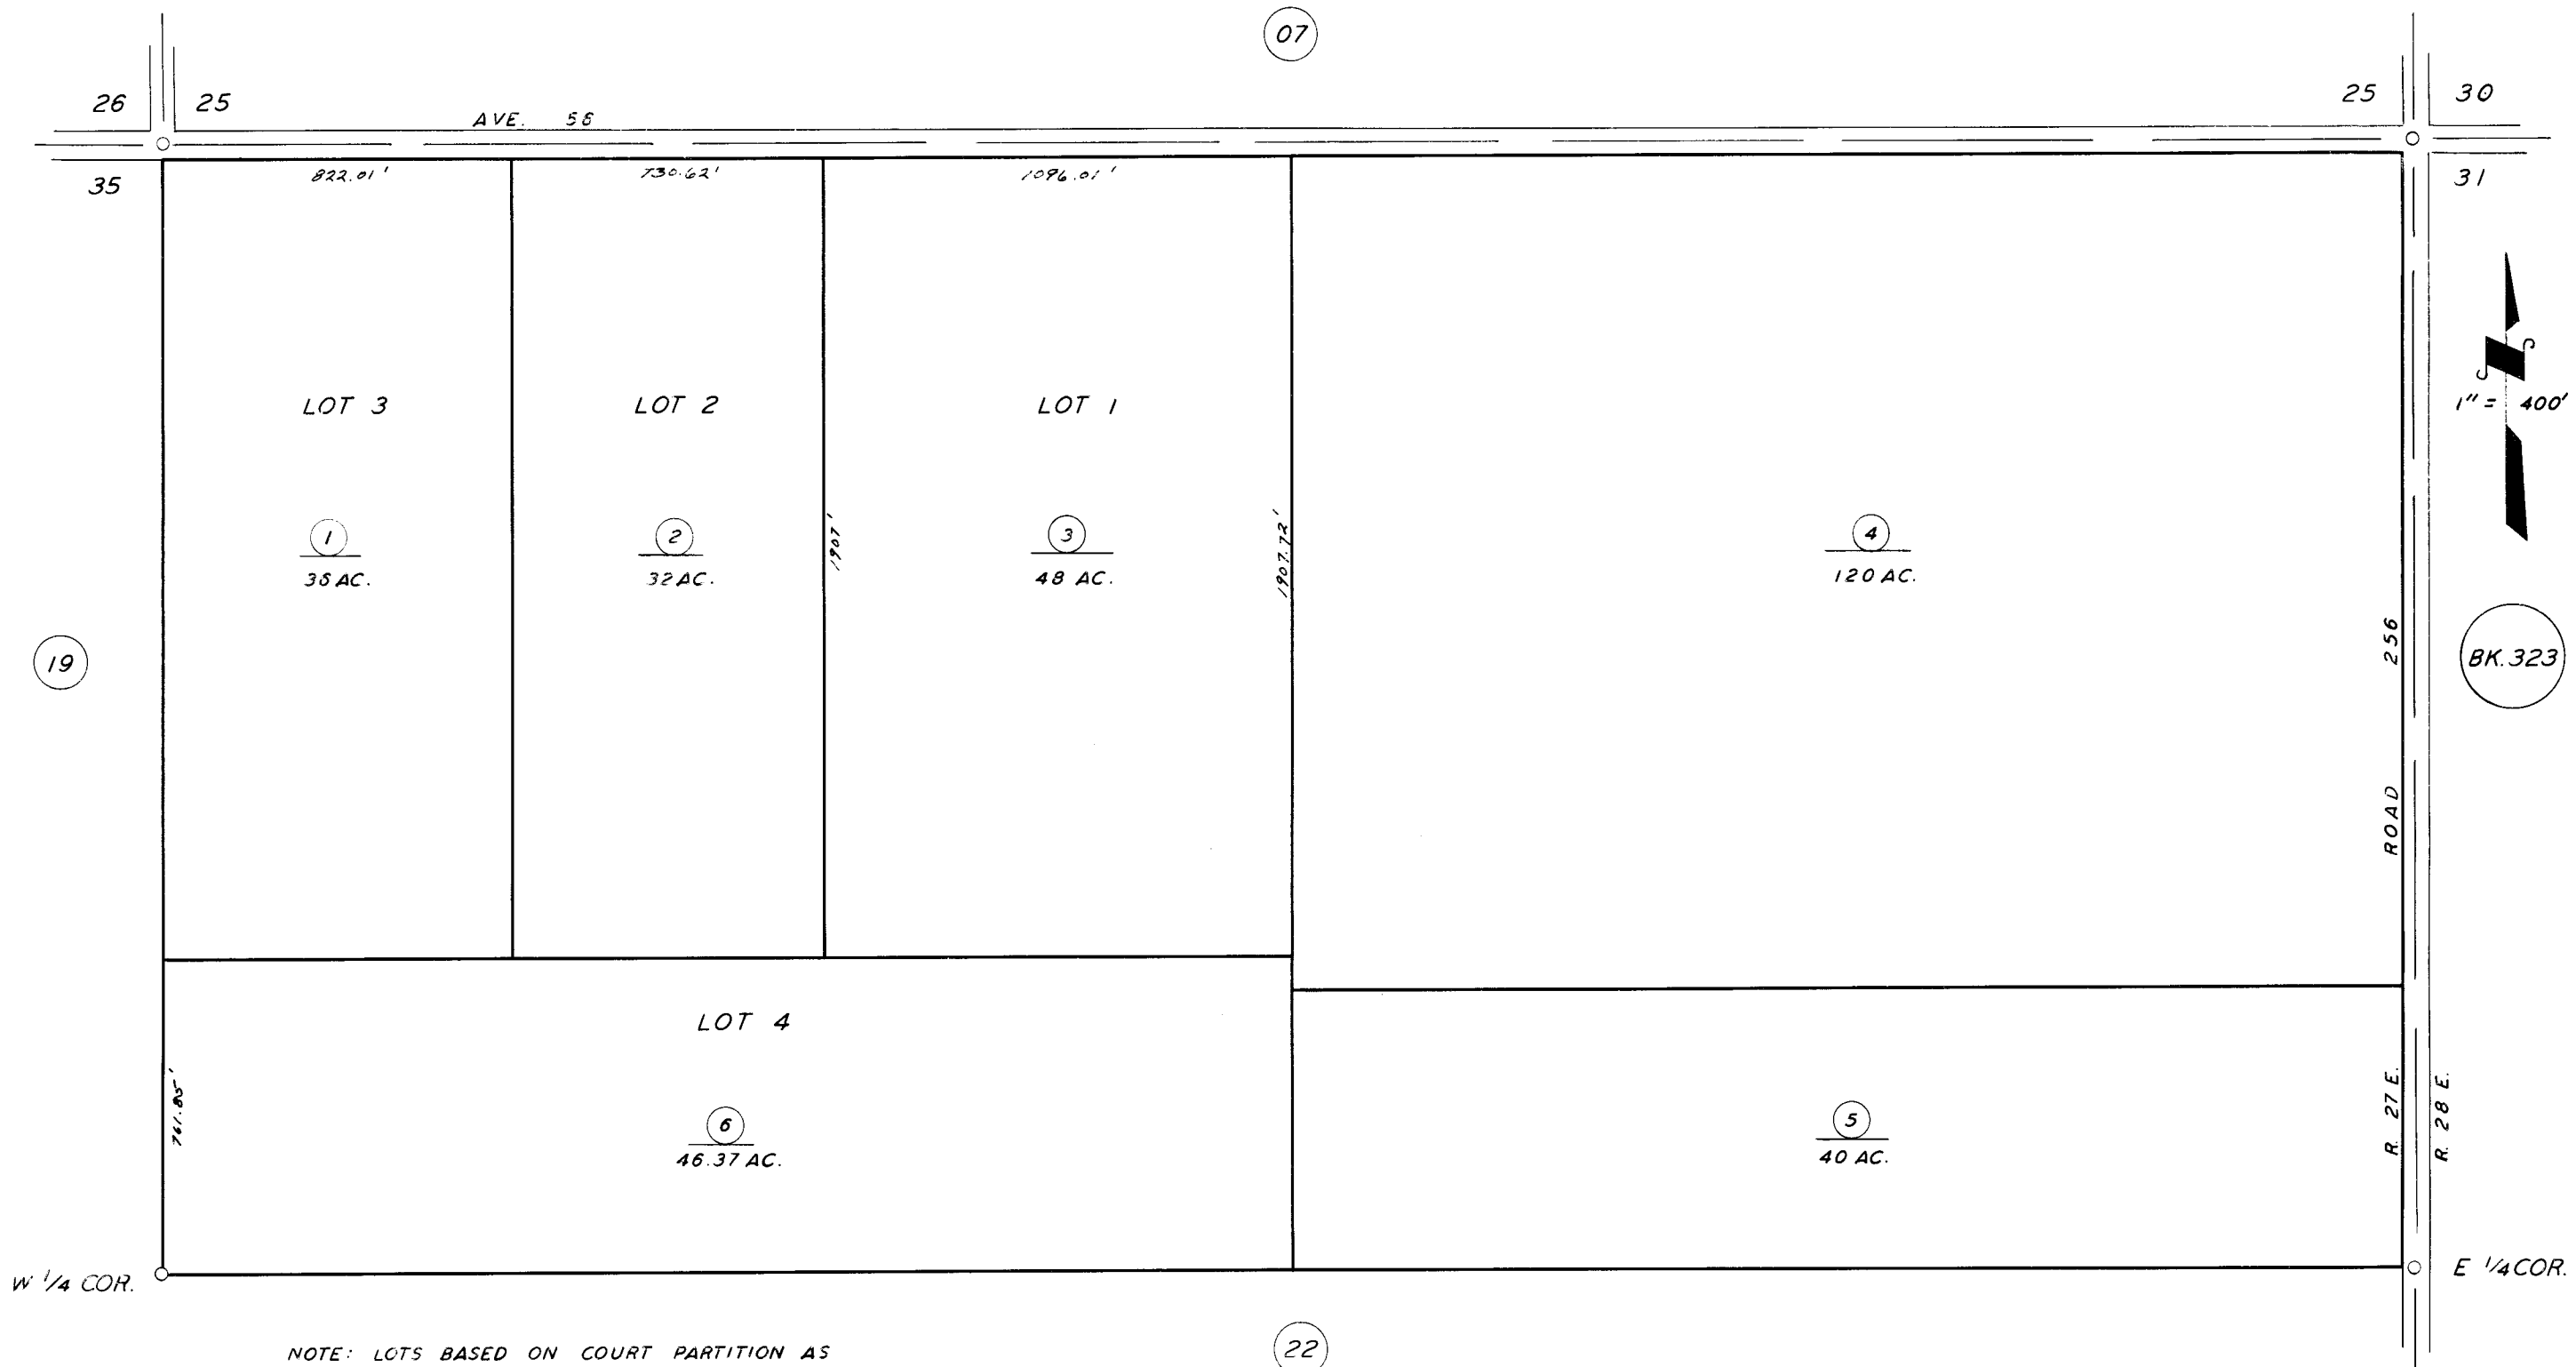 07
26 25
25 30
AVE. 56
35
822.01'
730.62'
1096.01'
31
LOT 3
LOT 2
LOT 1
1" = 400'
1
36 AC.
2
32 AC.
1907'
3
48 AC.
1907.72'
4
120 AC.
19
ROAD 256
BK. 323
LOT 4
761.85'
6
46.37 AC.
5
40 AC.
R. 27 E.
R. 28 E.
W 1/4 COR.
E 1/4 COR.
22
NOTE: LOTS BASED ON COURT PARTITION AS